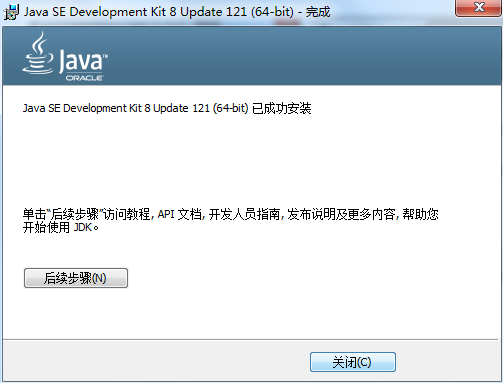 Java SE Development Kit 8 Update 121 (64-bit) - 完成
Java™
ORACLE
Java SE Development Kit 8 Update 121 (64-bit) 已成功安装
单击“后续步骤”访问教程, API 文档, 开发人员指南, 发布说明及更多内容, 帮助您
开始使用 JDK。
后续步骤(N)
关闭(C)